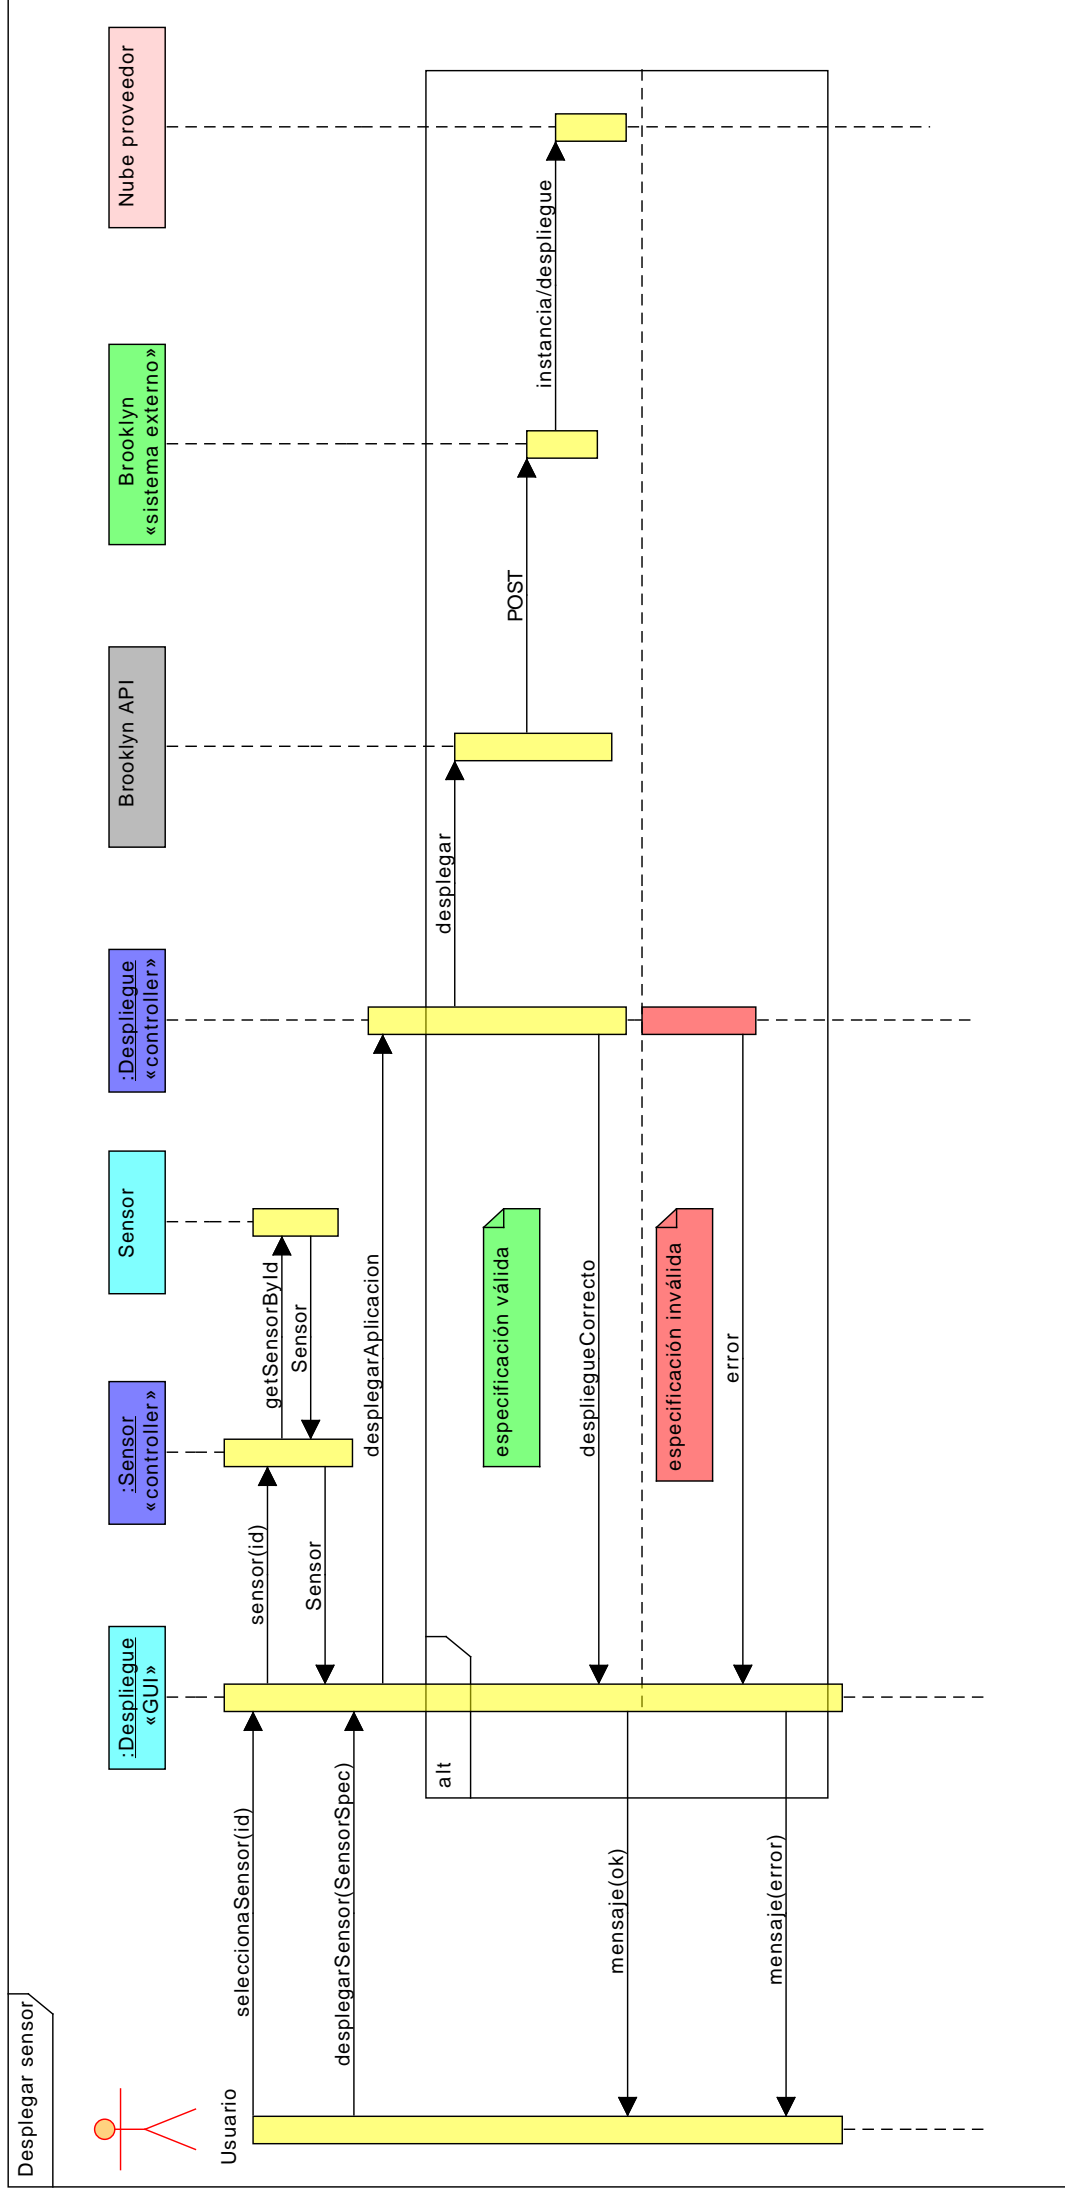 Desplegar sensor
Usuario
:Despliegue
«GUI»
:Sensor
«controller»
Sensor
:Despliegue
«controller»
Brooklyn API
Brooklyn
«sistema externo»
Nube proveedor
seleccionaSensor(id)
sensor(id)
getSensorById
Sensor
Sensor
desplegarSensor(SensorSpec)
desplegarAplicacion
alt
desplegar
especificación válida
POST
instancia/despliegue
despliegueCorrecto
mensaje(ok)
especificación inválida
error
mensaje(error)